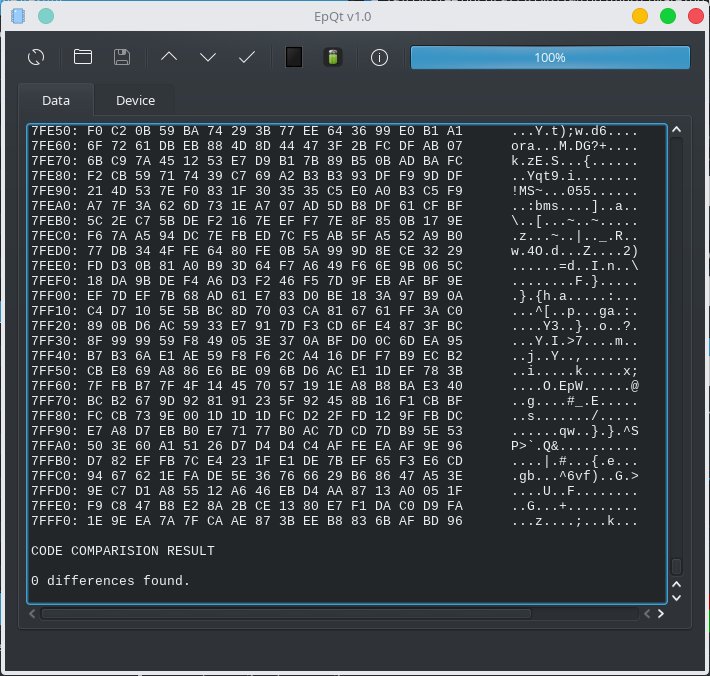 EpQt v1.0
100%
Data
Device
7FE50: F0 C2 0B 59 BA 74 29 3B 77 EE 64 36 99 E0 B1 A1 ...Y.t);w.d6....
7FE60: 6F 72 61 DB EB 88 4D 8D 44 47 3F 2B FC DF AB 07 ora...M.DG?+....
7FE70: 6B C9 7A 45 12 53 E7 D9 B1 7B 89 B5 0B AD BA FC k.zE.S...{......
7FE80: F2 CB 59 71 74 39 C7 69 A2 B3 B3 93 DF F9 9D DF ..Yqt9.i........
7FE90: 21 4D 53 7E F0 83 1F 30 35 35 C5 E0 A0 B3 C5 F9 !MS~...055......
7FEA0: A7 7F 3A 62 6D 73 1E A7 07 AD 5D B8 DF 61 CF BF ..:bms....]..a..
7FEB0: 5C 2E C7 5B DE F2 16 7E EF F7 7E 8F 85 0B 17 9E \..[...~..~.....
7FEC0: F6 7A A5 94 DC 7E FB ED 7C F5 AB 5F A5 52 A9 B0 .z...~..|.._.R..
7FED0: 77 DB 34 4F FE 64 80 FE 0B 5A 99 9D 8E CE 32 29 w.4O.d...Z....2)
7FEE0: FD D3 0B 81 A0 B9 3D 64 F7 A6 49 F6 6E 9B 06 5C ......=d..I.n..\
7FEF0: 18 DA 9B DE F4 A6 D3 F2 46 F5 7D 9F EB AF BF 9E ........F.}.....
7FF00: EF 7D EF 7B 68 AD 61 E7 83 D0 BE 18 3A 97 B9 0A .}.{h.a.....:...
7FF10: C4 D7 10 5E 5B BC 8D 70 03 CA 81 67 61 FF 3A C0 ...^[..p...ga.:.
7FF20: 89 0B D6 AC 59 33 E7 91 7D F3 CD 6F E4 87 3F BC ....Y3..}..o..?.
7FF30: 8F 99 99 59 F8 49 05 3E 37 0A BF D0 0C 6D EA 95 ...Y.I.>7....m..
7FF40: B7 B3 6A E1 AE 59 F8 F6 2C A4 16 DF F7 B9 EC B2 ..j..Y..,.......
7FF50: CB E8 69 A8 86 E6 BE 09 6B D6 AC E1 1D EF 78 3B ..i.....k.....x;
7FF60: 7F FB B7 7F 4F 14 45 70 57 19 1E A8 B8 BA E3 40 ....O.EpW......@
7FF70: BC B2 67 9D 92 81 91 23 5F 92 45 8B 16 F1 CB BF ..g....#_.E.....
7FF80: FC CB 73 9E 00 1D 1D 1D FC D2 2F FD 12 9F FB DC ..s......./.....
7FF90: E7 A8 D7 EB B0 E7 71 77 B0 AC 7D CD 7D B9 5E 53 ......qw..}.}.^S
7FFA0: 50 3E 60 A1 51 26 D7 D4 D4 C4 AF FE EA AF 9E 96 P>`.Q&..........
7FFB0: D7 82 EF FB 7C E4 23 1F E1 DE 7B EF 65 F3 E6 CD ....|.#...{.e...
7FFC0: 94 67 62 1E FA DE 5E 36 76 66 29 B6 86 47 A5 3E .gb...^6vf)..G.>
7FFD0: 9E C7 D1 A8 55 12 A6 46 EB D4 AA 87 13 A0 05 1F ....U..F........
7FFE0: F9 C8 47 B8 E2 8A 2B CE 13 80 E7 F1 DA C0 D9 FA ..G...+.........
7FFF0: 1E 9E EA 7A 7F CA AE 87 3B EE B8 83 6B AF BD 96 ...z....;...k...
CODE COMPARISION RESULT
0 differences found.